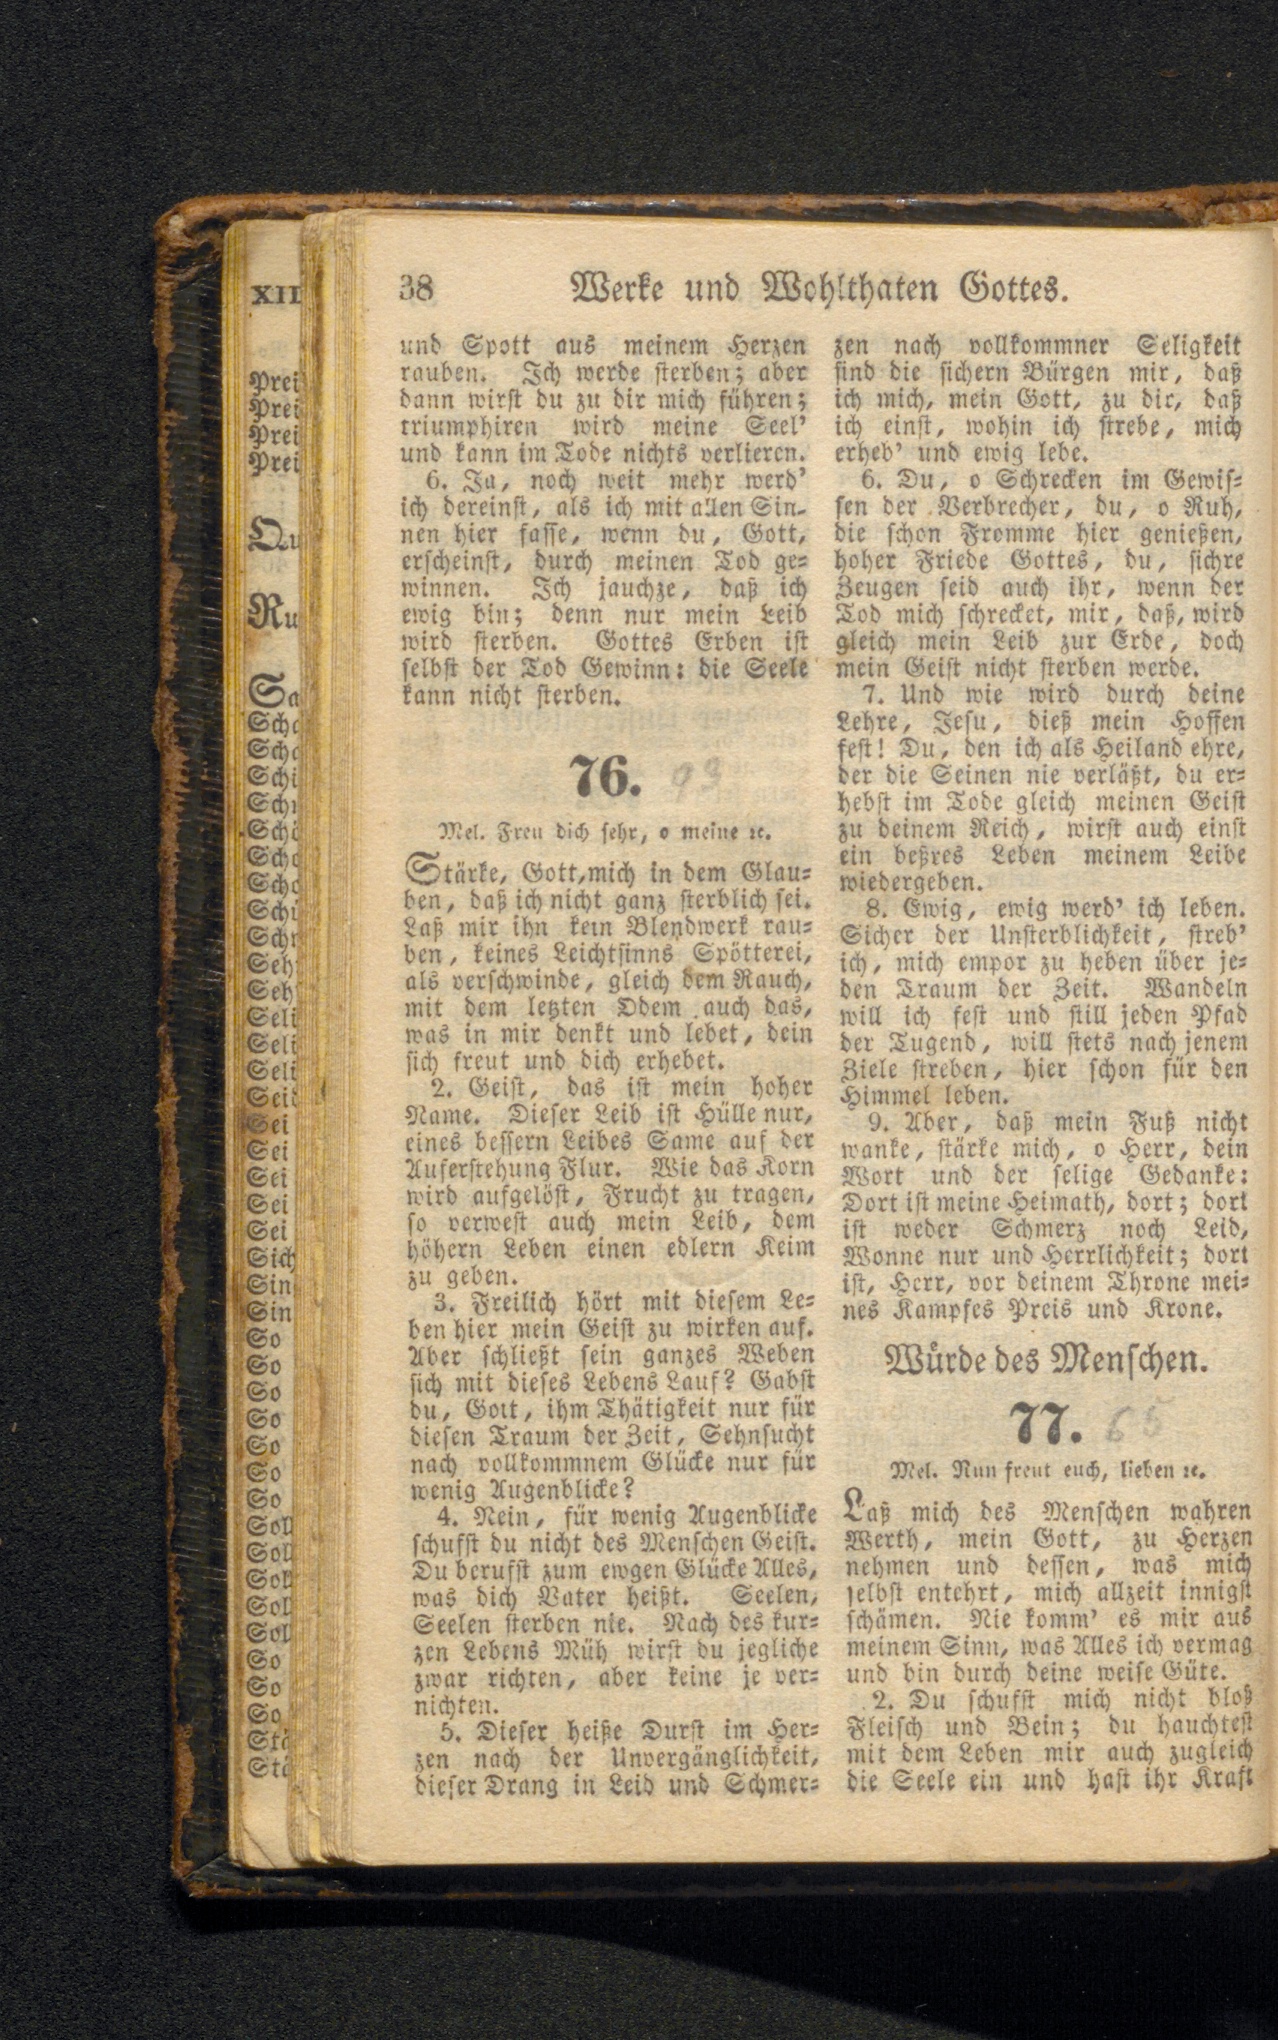 38 Werke und Wohlthaten Gottes.
und Spott aus meinem Herzen
rauben. Ich werde sterben; aber
dann wirst du zu dir mich führen;
triumphiren wird meine Seel'
und kann im Tode nichts verlieren.
6. Ja, noch weit mehr werd'
ich dereinst, als ich mit allen Sin-
nen hier fasse, wenn du, Gott,
erscheinst, durch meinen Tod ge-
winnen. Ich jauchze, daß ich
ewig bin; denn nur mein Leib
wird sterben. Gottes Erben ist
selbst der Tod Gewinn: die Seele
kann nicht sterben.
76. 93
Mel. Freu dich sehr, o meine ꝛc.
Stärke, Gott, mich in dem Glau-
ben, daß ich nicht ganz sterblich sei.
Laß mir ihn kein Blendwerk rau-
ben, keines Leichtsinns Spötterei,
als verschwinde, gleich dem Rauch,
mit dem letzten Odem auch das,
was in mir denkt und lebet, dein
sich freut und dich erhebet.
2. Geist, das ist mein hoher
Name. Dieser Leib ist Hülle nur,
eines bessern Leibes Same auf der
Auferstehung Flur. Wie das Korn
wird aufgelöst, Frucht zu tragen,
so verwest auch mein Leib, dem
höhern Leben einen edlern Keim
zu geben.
3. Freilich hört mit diesem Le-
ben hier mein Geist zu wirken auf.
Aber schließt sein ganzes Weben
sich mit dieses Lebens Lauf? Gabst
du, Gott, ihm Thätigkeit nur für
diesen Traum der Zeit, Sehnsucht
nach vollkommnem Glücke nur für
wenig Augenblicke?
4. Nein, für wenig Augenblicke
schufst du nicht des Menschen Geist.
Du berufst zum ewgen Glücke Alles,
was dich Vater heißt. Seelen,
Seelen sterben nie. Nach des kur-
zen Lebens Müh wirst du jegliche
zwar richten, aber keine je ver-
nichten.
5. Dieser heiße Durst im Her-
zen nach der Unvergänglichkeit,
dieser Drang in Leid und Schmer-
zen nach vollkommner Seligkeit
sind die sichern Bürgen mir, daß
ich mich, mein Gott, zu dir, daß
ich einst, wohin ich strebe, mich
erheb' und ewig lebe.
6. Du, o Schrecken im Gewis-
sen der Verbrecher, du, o Ruh,
die schon Fromme hier genießen,
hoher Friede Gottes, du, sichre
Zeugen seid auch ihr, wenn der
Tod mich schrecket, mir, daß, wird
gleich mein Leib zur Erde, doch
mein Geist nicht sterben werde.
7. Und wie wird durch deine
Lehre, Jesu, dieß mein Hoffen
fest! Du, den ich als Heiland ehre,
der die Seinen nie verläßt, du er-
hebst im Tode gleich meinen Geist
zu deinem Reich, wirst auch einst
ein beßres Leben meinem Leibe
wiedergeben.
8. Ewig, ewig werd' ich leben.
Sicher der Unsterblichkeit, streb'
ich, mich empor zu heben über je-
den Traum der Zeit. Wandeln
will ich fest und still jeden Pfad
der Tugend, will stets nach jenem
Ziele streben, hier schon für den
Himmel leben.
9. Aber, daß mein Fuß nicht
wanke, stärke mich, o Herr, dein
Wort und der selige Gedanke:
Dort ist meine Heimath, dort; dort
ist weder Schmerz noch Leid,
Wonne nur und Herrlichkeit; dort
ist, Herr, vor deinem Throne mei-
nes Kampfes Preis und Krone.
Würde des Menschen.
77. 65
Mel. Nun freut euch, lieben ꝛc.
Laß mich des Menschen wahren
Werth, mein Gott, zu Herzen
nehmen und dessen, was mich
selbst entehrt, mich allzeit innigst
schämen. Nie komm' es mir aus
meinem Sinn, was Alles ich vermag
und bin durch deine weise Güte.
2. Du schufst mich nicht bloß
Fleisch und Bein; du hauchtest
mit dem Leben mir auch zugleich
die Seele ein und hast ihr Kraft